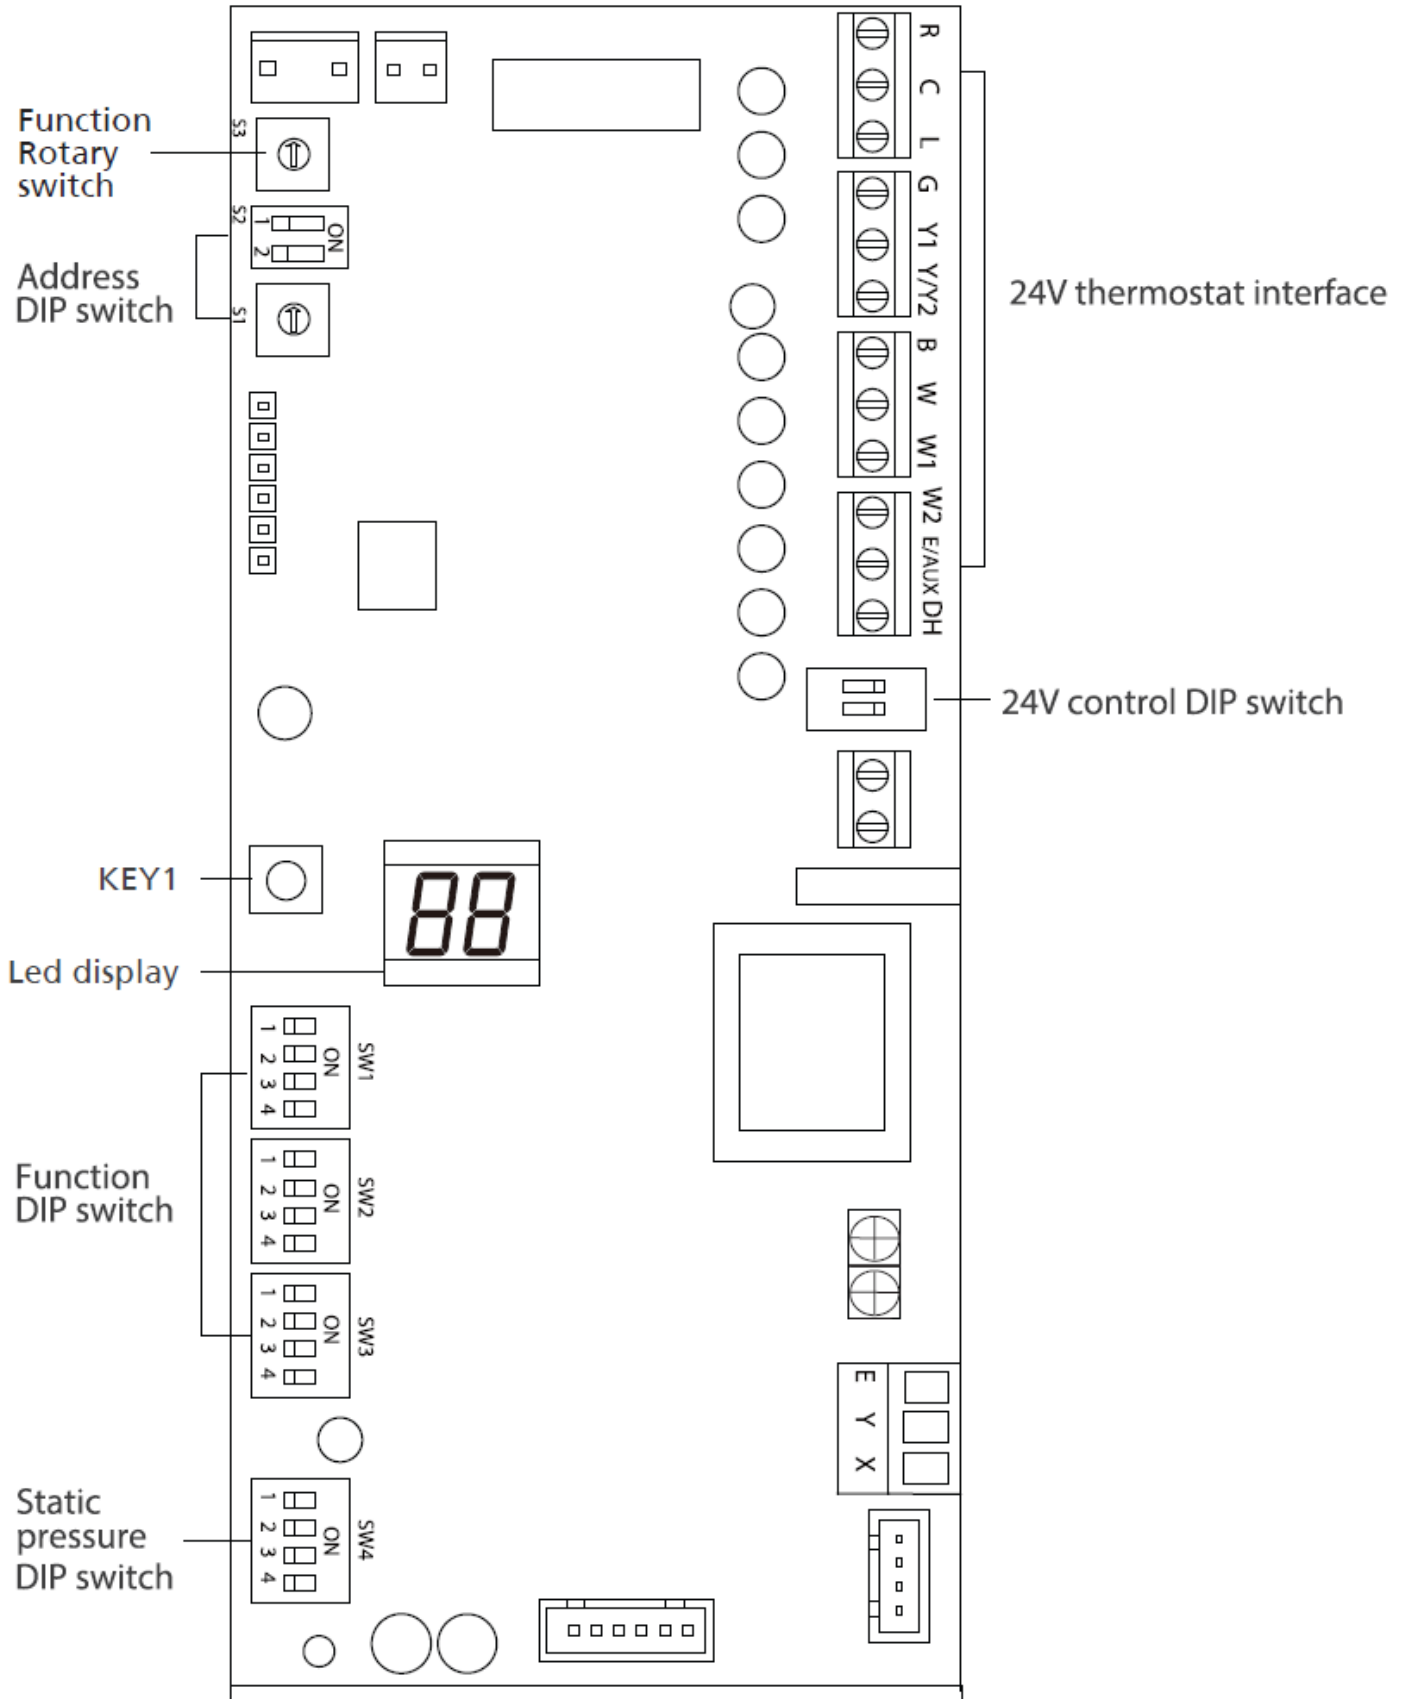 R
C
L
Function
Rotary
switch
S3
G
Y1
Y/Y2
S2
1
2
ON
Address
DIP switch
S1
24V thermostat interface
B
W
W1
W2
E/AUX
DH
24V control DIP switch
KEY1
88
Led display
1
2
3
4
ON
SW1
Function
DIP switch
1
2
3
4
ON
SW2
1
2
3
4
ON
SW3
E
Y
X
Static
pressure
DIP switch
1
2
3
4
ON
SW4